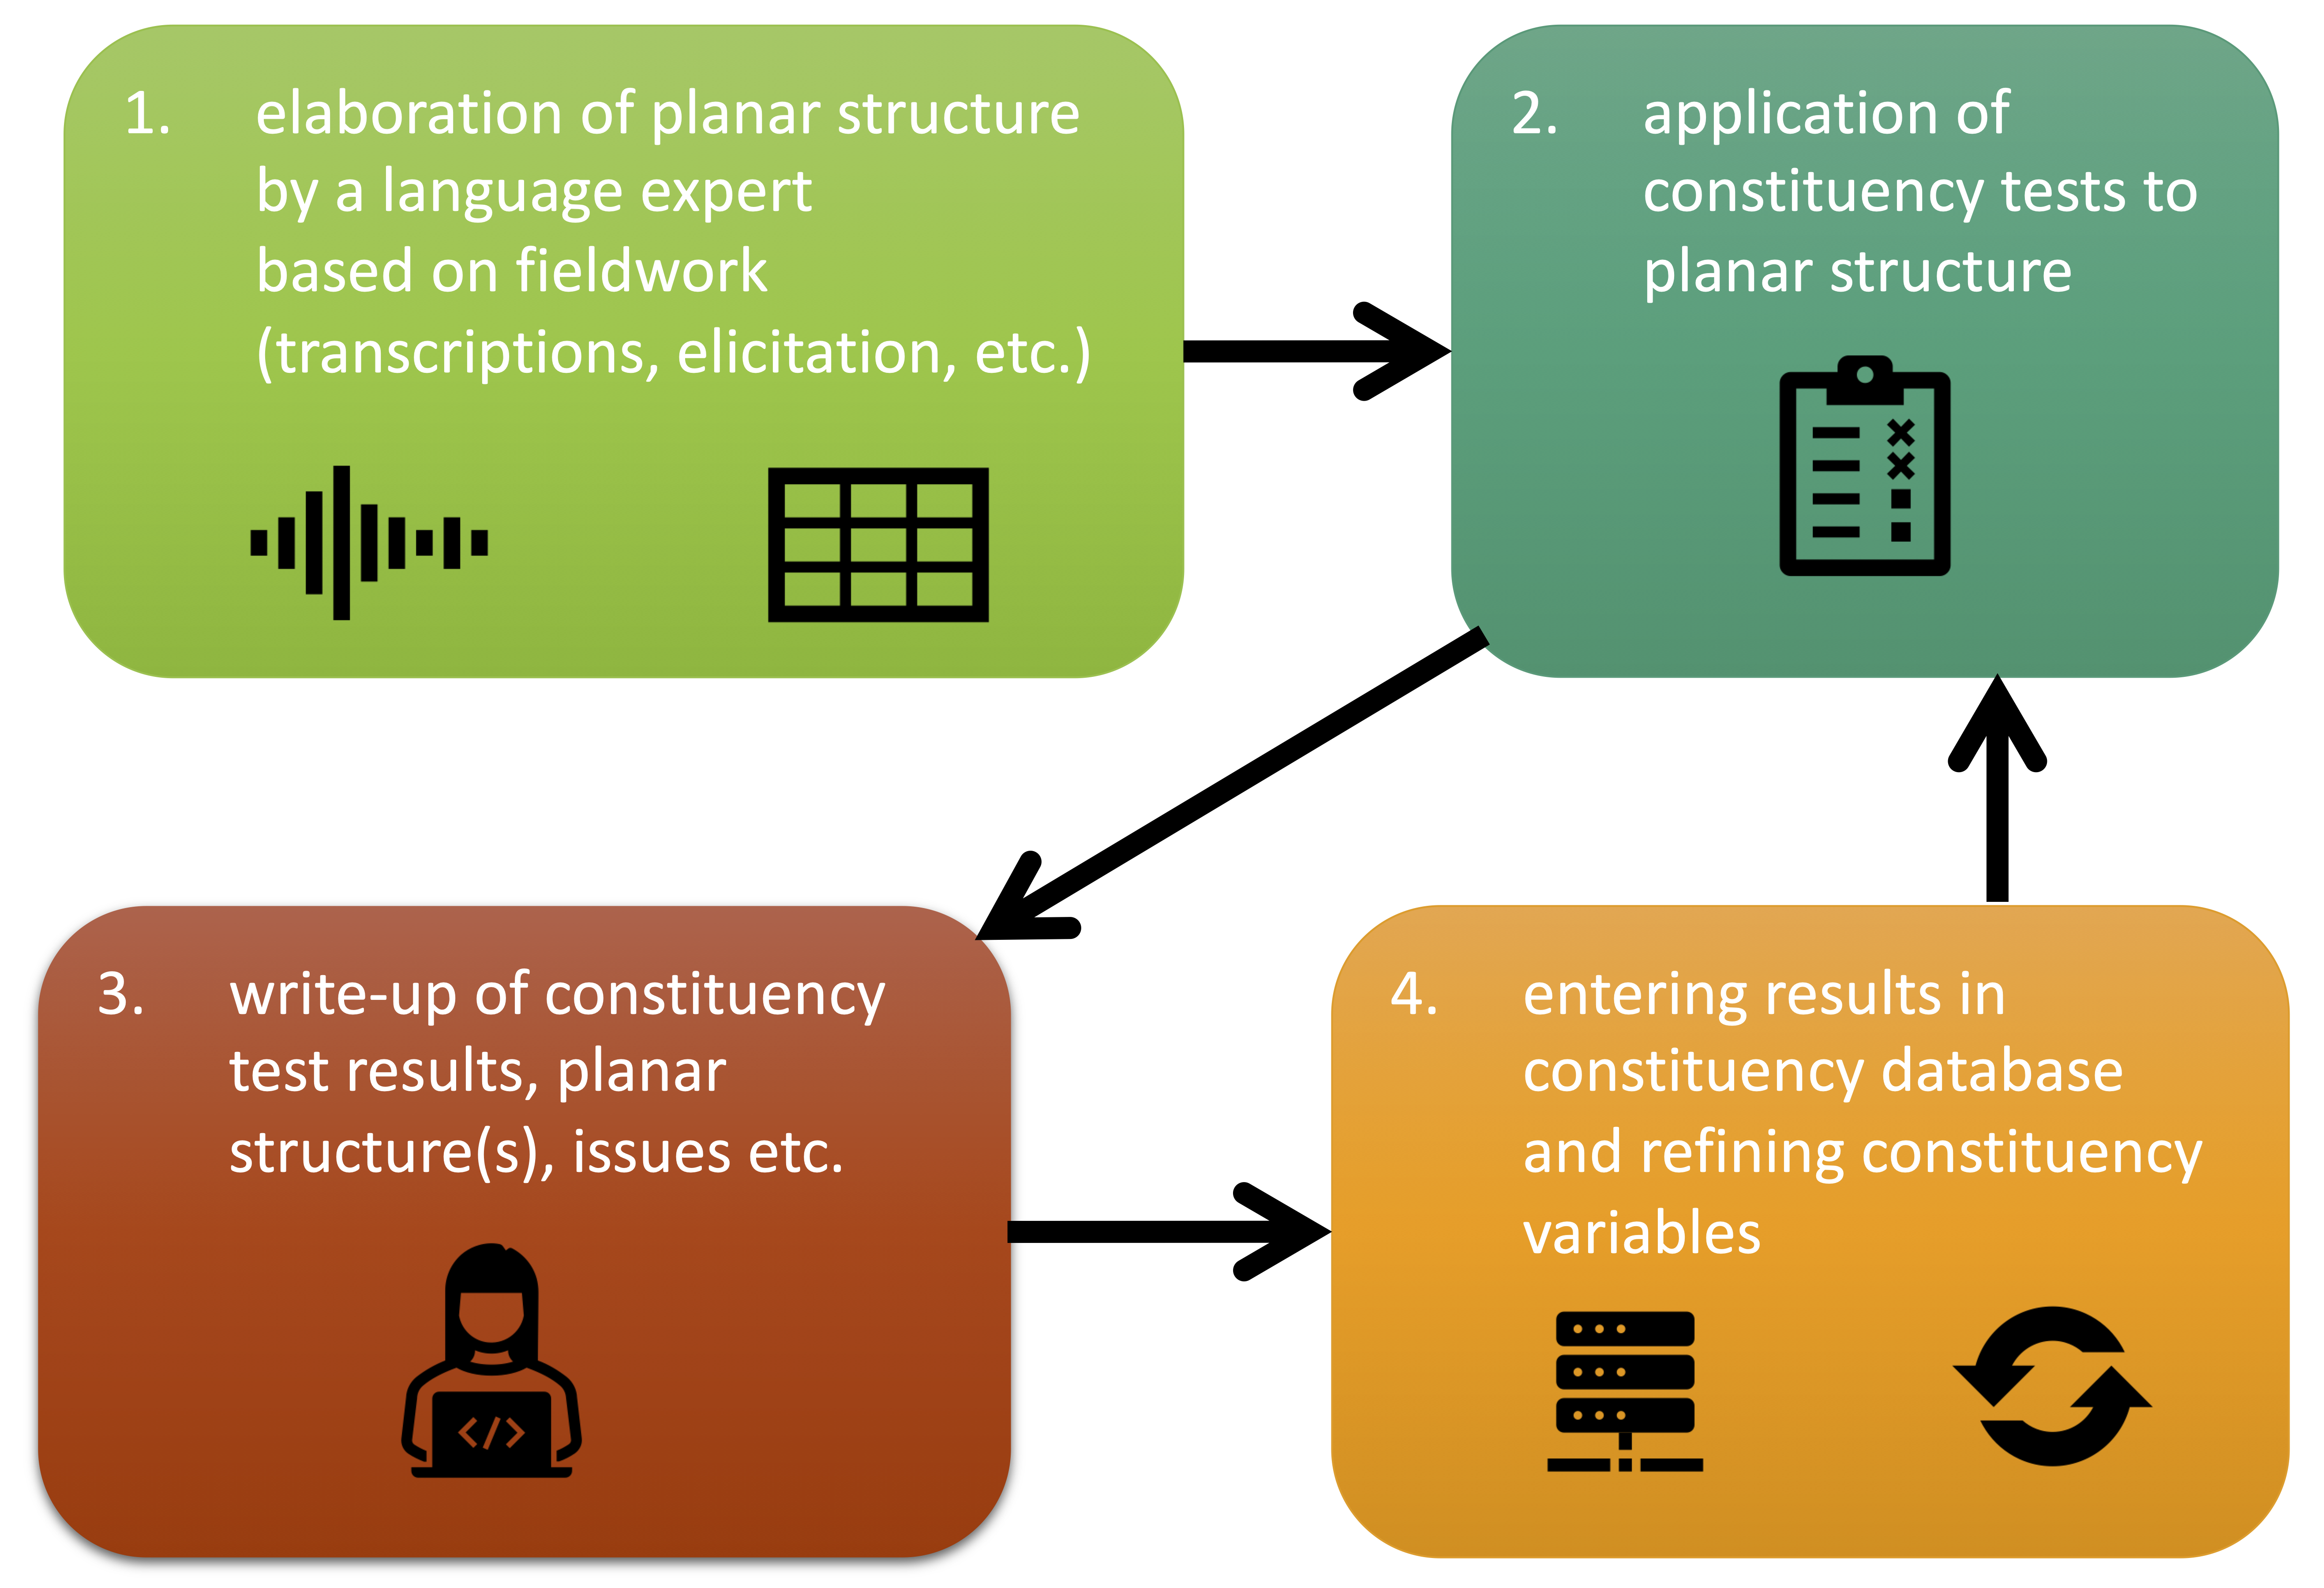 1. elaboration of planar structure
by a language expert
based on fieldwork
(transcriptions, elicitation, etc.)
2. application of
constituency tests to
planar structure
3. write-up of constituency
test results, planar
structure(s), issues etc.
</>
4. entering results in
constituency database
and refining constituency
variables